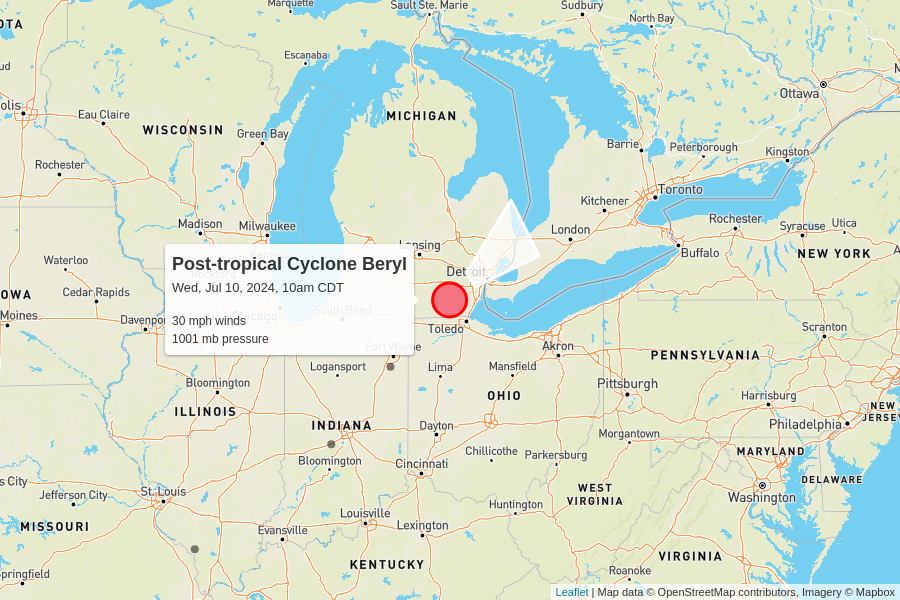 Marquette
Sault Ste. Marie
Sudbury
North Bay
OTA
Escanaba
Ottawa
Eau Claire
MICHIGAN
WISCONSIN
Green Bay
Barrie
Peterborough
Kingston
Rochester
Toronto
Kitchener
Madison
Milwaukee
London
Rochester
Syracuse
Utica
Lansing
Buffalo
NEW YORK
Waterloo
Post-tropical Cyclone Beryl
Detroit
Wed, Jul 10, 2024, 10am CDT
Cedar Rapids
OWA
South Bend
Chicago
Moines
Davenpo
30 mph winds
Toledo
Scranton
1001 mb pressure
Fort Wayne
Akron
PENNSYLVANIA
Logansport
Lima
Mansfield
Bloomington
Pittsburgh
OHIO
Harrisburg
ILLINOIS
NEW
JERSEY
INDIANA
Dayton
Philadelphia
Morgantown
Chillicothe
MARYLAND
Bloomington
Cincinnati
Parkersburg
s City
DELAWARE
Jefferson City
St. Louis
WEST
VIRGINIA
Washington
Huntington
Louisville
Lexington
MISSOURI
Evansville
KENTUCKY
VIRGINIA
Springfield
Roanoke
Leaflet | Map data © OpenStreetMap contributors, Imagery © Mapbox